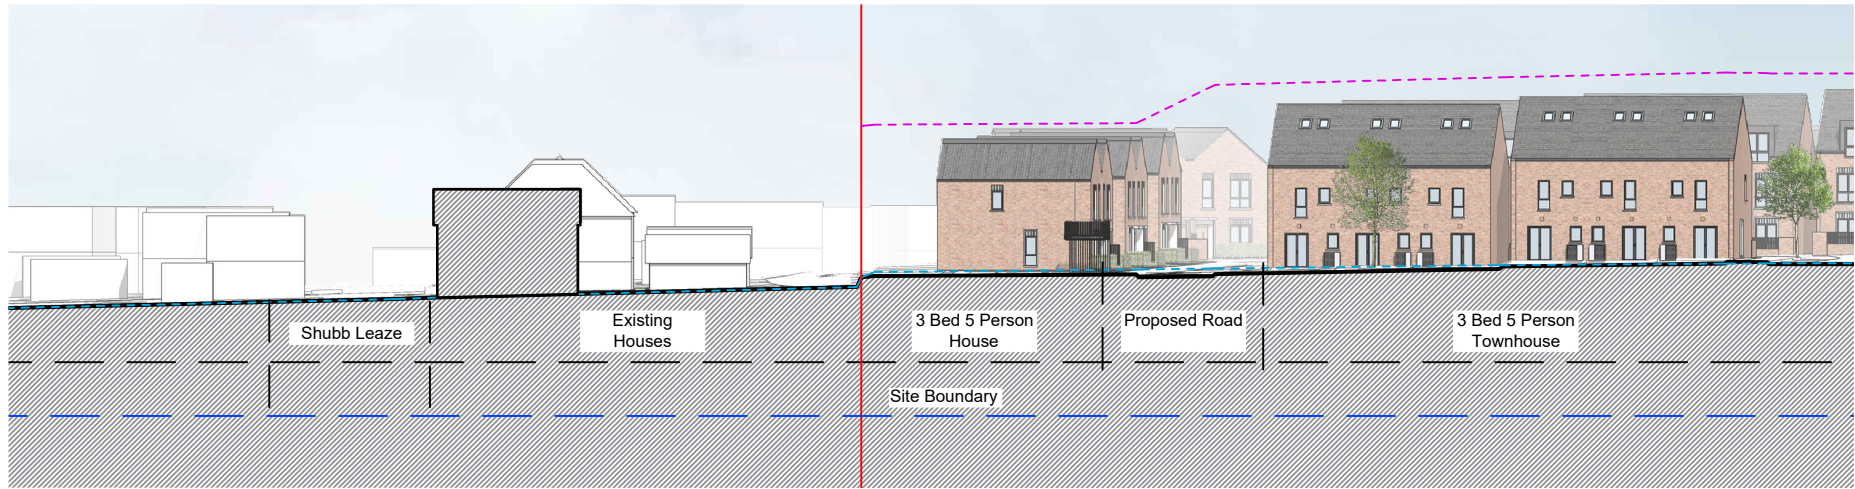 Shubb Leaze
Existing
Houses
3 Bed 5 Person
House
Proposed Road
3 Bed 5 Person
Townhouse
Site Boundary